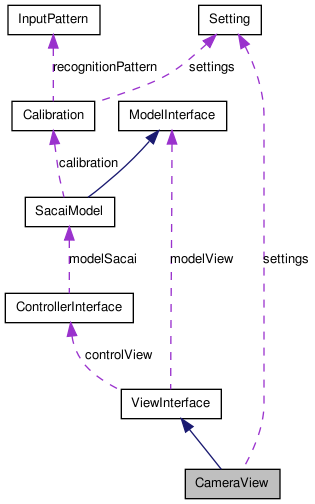 InputPattern
Setting
recognitionPattern
settings
Calibration
ModelInterface
calibration
SacaiModel
modelSacai
modelView
settings
ControllerInterface
controlView
ViewInterface
CameraView